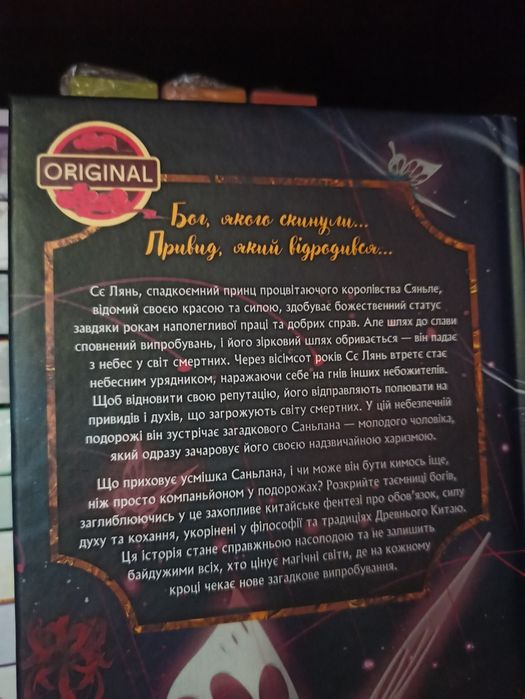 ORIGINAL
Бог, якого скинули...
Привид, який відродився...
Сє Лянь, спадкоємний принц процвітаючого королівства Сяньле,
відомий своєю красою та силою, здобуває божественний статус
завдяки рокам наполегливої праці та добрих справ. Але шлях до слави
сповнений випробувань, і його зірковий шлях обривається — він падає
з небес у світ смертних. Через вісімсот років Сє Лянь втретє стає
небесним урядником, наражаючи себе на гнів інших небожителів.
Щоб відновити свою репутацію, його відправляють полювати на
привидів і духів, що загрожують світу смертних. У цій небезпечній
подорожі він зустрічає загадкового Саньлана — молодого чоловіка,
який одразу зачаровує його своєю надзвичайною харизмою.
Що приховує усмішка Саньлана, і чи може він бути кимось іще,
ніж просто компаньйоном у подорожах? Розкрийте таємниці богів,
заглиблюючись у це захопливе китайське фентезі про обов'язок, силу
духу та кохання, укорінені у філософії та традиціях Древнього Китаю.
Ця історія стане справжньою насолодою та не залишить
байдужими всіх, хто цінує магічні світи, де на кожному
кроці чекає нове загадкове випробування.